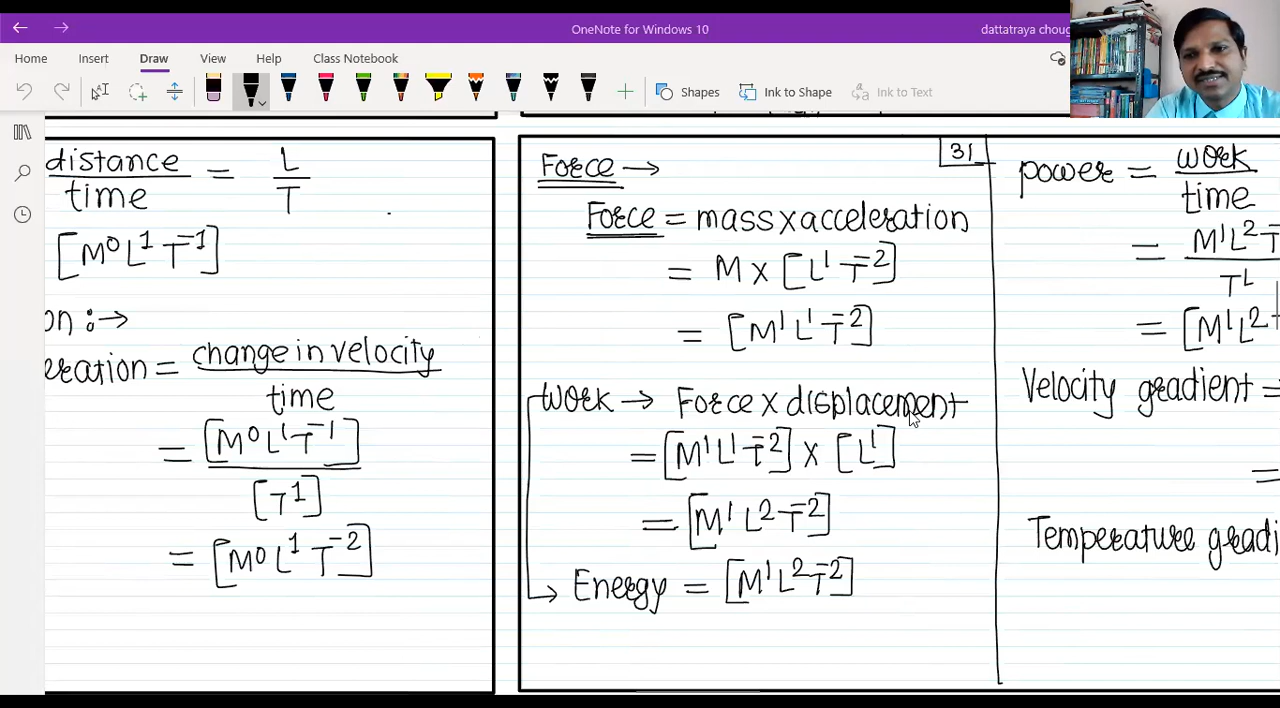 OneNote for Windows 10
dattatraya choug
Home Insert Draw View Help Class Notebook
Shapes Ink to Shape Ink to Text
distance = L
time T
[M⁰L¹T⁻¹]
on :→
eration = change in velocity
time
= [M⁰L¹T⁻¹]
[T¹]
= [M⁰L¹T⁻²]
31
Force →
Force = mass x acceleration
= M x [L¹T⁻²]
= [M¹L¹T⁻²]
Work → Force x displacement
= [M¹L¹T⁻²] x [L¹]
= [M¹L²T⁻²]
→ Energy = [M¹L²T⁻²]
power = work
time
= M¹L²T⁻
= [M¹L²T
Velocity gradient =
=
Temperature gradi